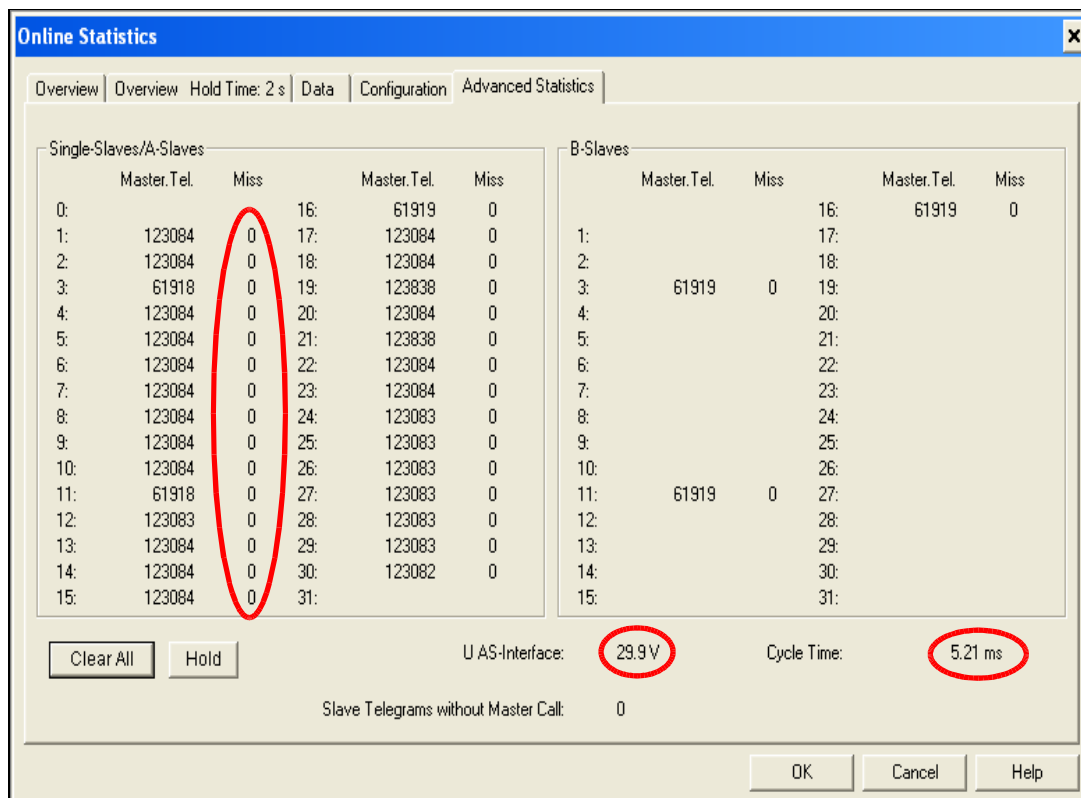 Online Statistics
Overview Overview Hold Time: 2 s Data Configuration Advanced Statistics
Single-Slaves/A-Slaves B-Slaves
Master.Tel. Miss Master.Tel. Miss Master.Tel. Miss Master.Tel. Miss
0: 16: 61919 0 16: 61919 0
1: 123084 0 17: 123084 0 1: 17:
2: 123084 0 18: 123084 0 2: 18:
3: 61918 0 19: 123838 0 3: 61919 0 19:
4: 123084 0 20: 123084 0 4: 20:
5: 123084 0 21: 123838 0 5: 21:
6: 123084 0 22: 123084 0 6: 22:
7: 123084 0 23: 123084 0 7: 23:
8: 123084 0 24: 123083 0 8: 24:
9: 123084 0 25: 123083 0 9: 25:
10: 123084 0 26: 123083 0 10: 26:
11: 61918 0 27: 123083 0 11: 61919 0 27:
12: 123083 0 28: 123083 0 12: 28:
13: 123084 0 29: 123083 0 13: 29:
14: 123084 0 30: 123082 0 14: 30:
15: 123084 0 31: 15: 31:
Clear All Hold U AS-Interface: 29.9 V Cycle Time: 5.21 ms
Slave Telegrams without Master Call: 0
OK Cancel Help